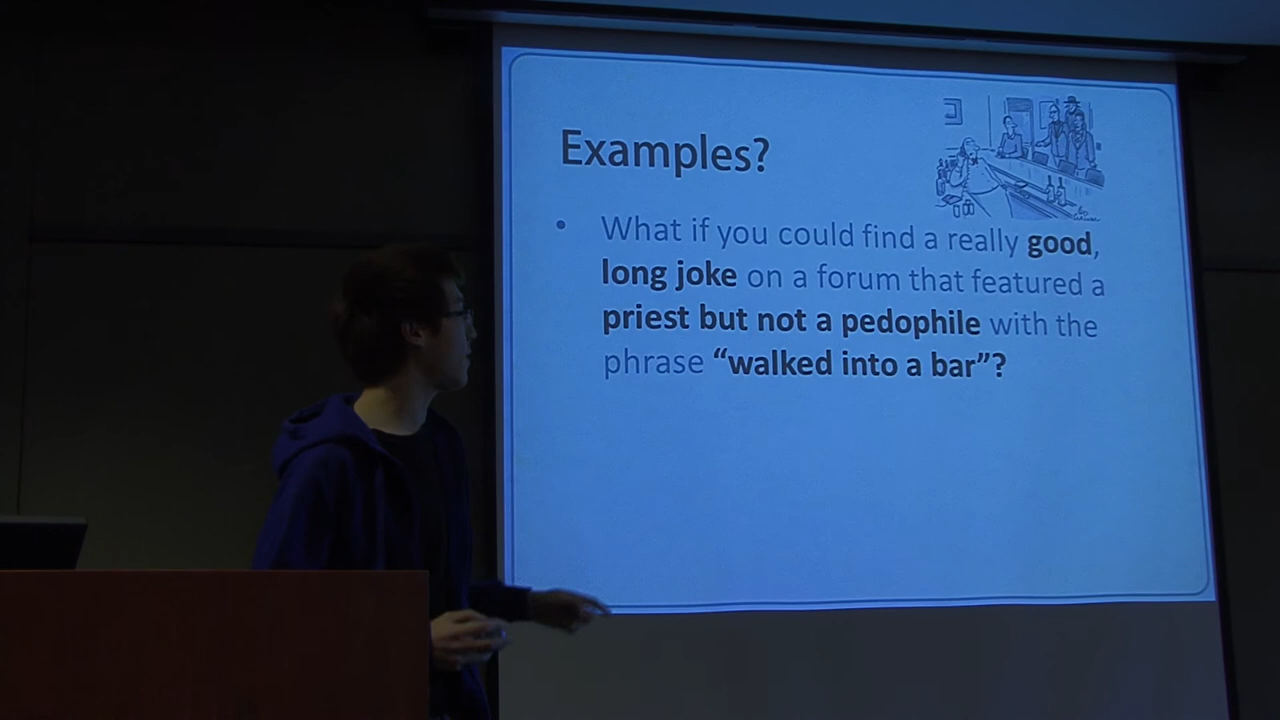 Examples?
• What if you could find a really good,
long joke on a forum that featured a
priest but not a pedophile with the
phrase “walked into a bar”?